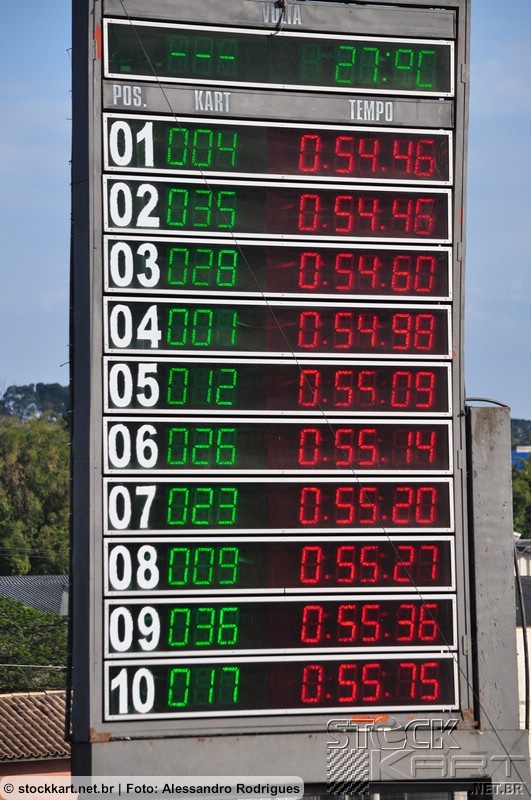 VOLTA
--- 27:ºC
POS. KART TEMPO
01 004 0.54.46
02 035 0.54.46
03 028 0.54.60
04 001 0.54.98
05 012 0.55.09
06 026 0.55.14
07 023 0.55.20
08 009 0.55.27
09 036 0.55.36
10 017 0.55.75
STOCK
KART
.NET.BR
© stockkart.net.br | Foto: Alessandro Rodrigues